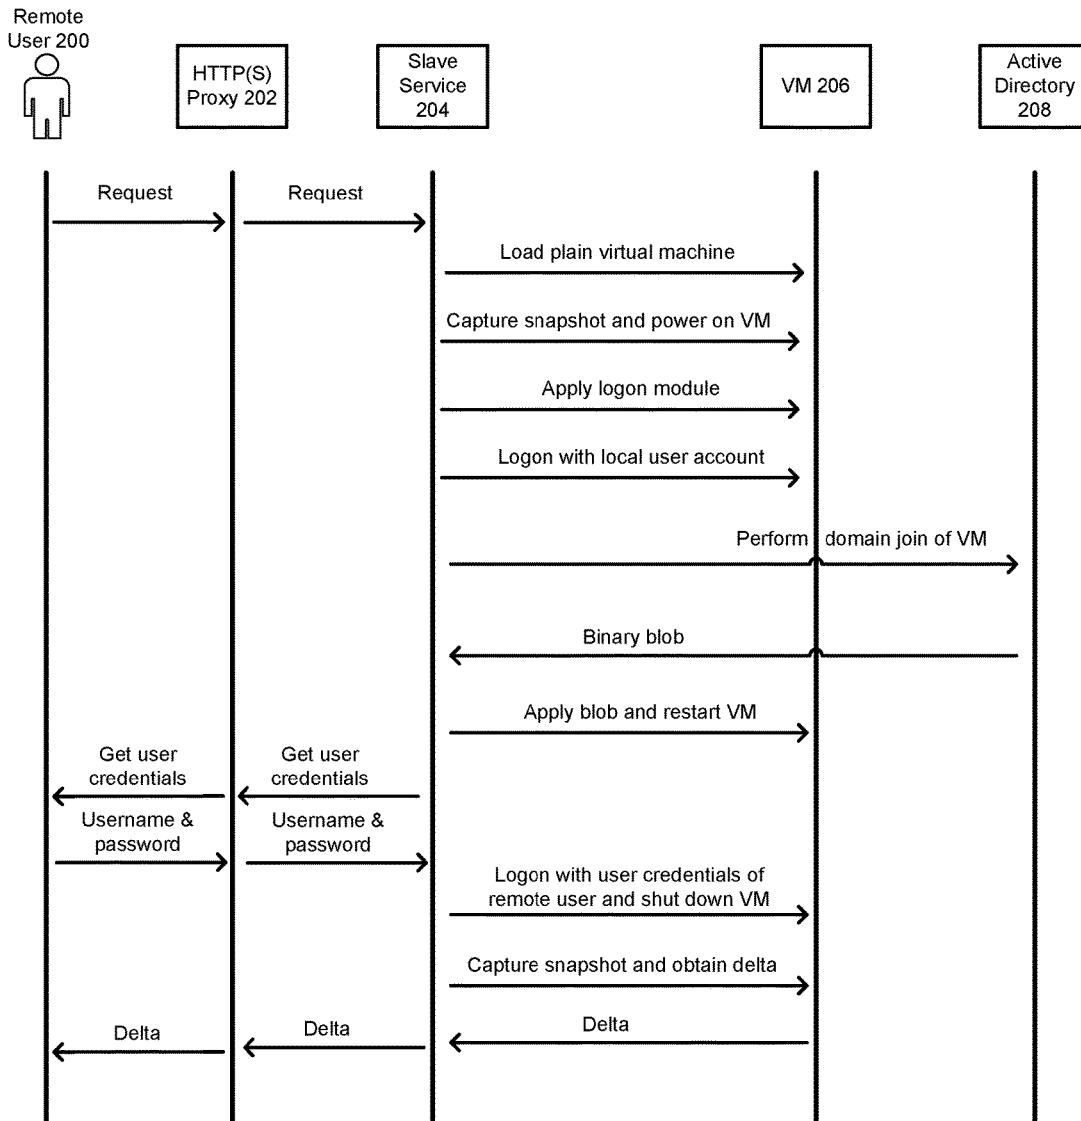 Remote
User 200
HTTP(S)
Proxy 202
Slave
Service
204
VM 206
Active
Directory
208
Request
Request
Load plain virtual machine
Capture snapshot and power on VM
Apply logon module
Logon with local user account
Perform domain join of VM
Binary blob
Apply blob and restart VM
Get user
credentials
Get user
credentials
Username &
password
Username &
password
Logon with user credentials of
remote user and shut down VM
Capture snapshot and obtain delta
Delta
Delta
Delta